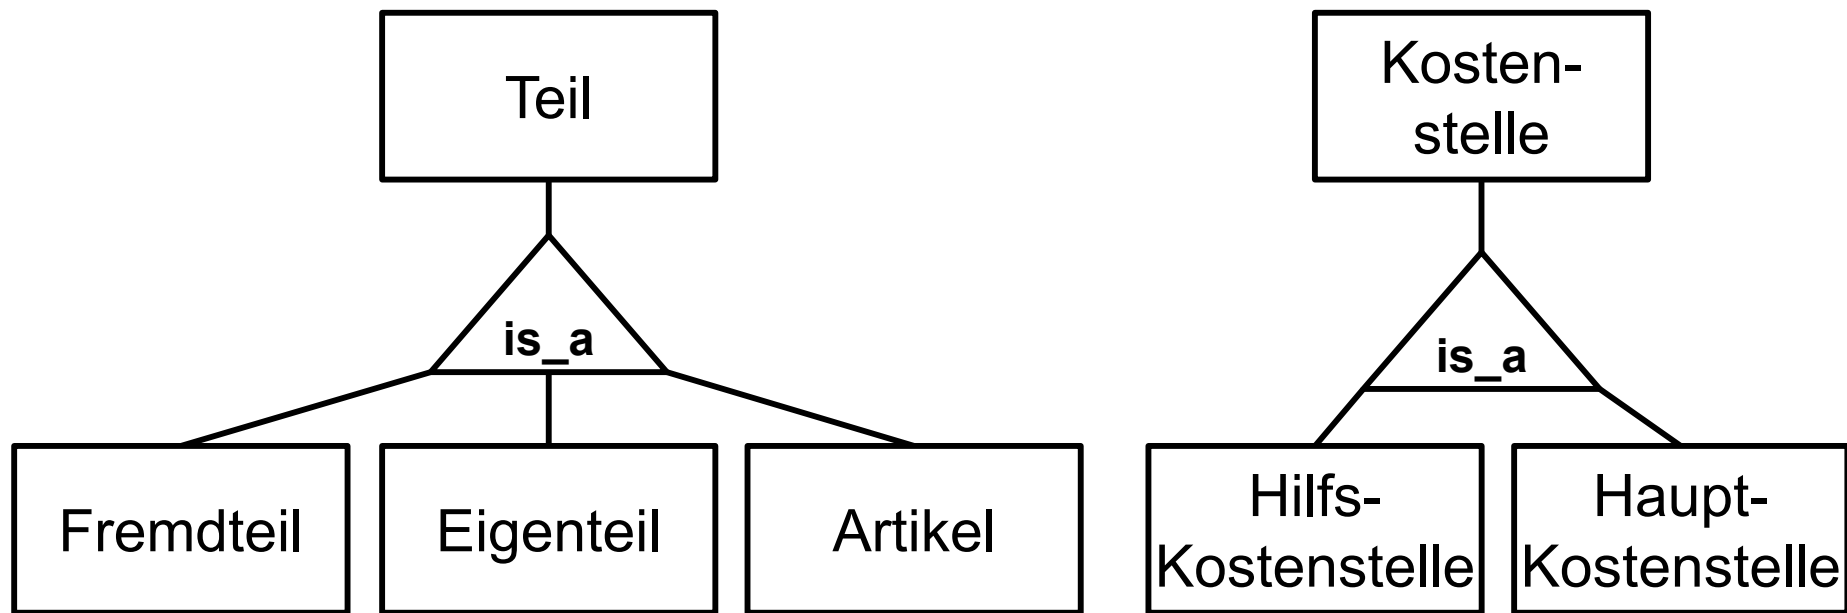 Teil
Kosten-
stelle
is_a
is_a
Fremdteil
Eigenteil
Artikel
Hilfs-
Kostenstelle
Haupt-
Kostenstelle